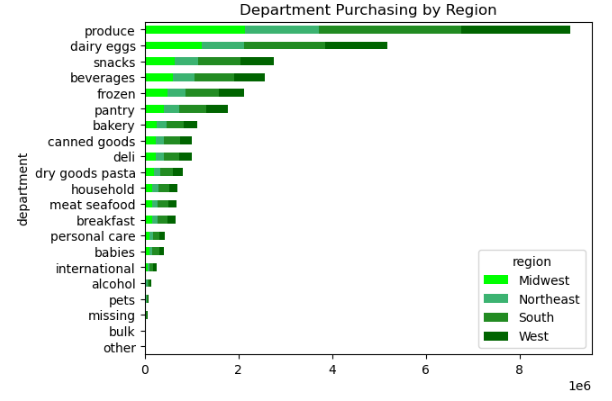 Department Purchasing by Region
department
produce
dairy eggs
snacks
beverages
frozen
pantry
bakery
canned goods
deli
dry goods pasta
household
meat seafood
breakfast
personal care
babies
international
alcohol
pets
missing
bulk
other
region
Midwest
Northeast
South
West
0 2 4 6 8
1e6